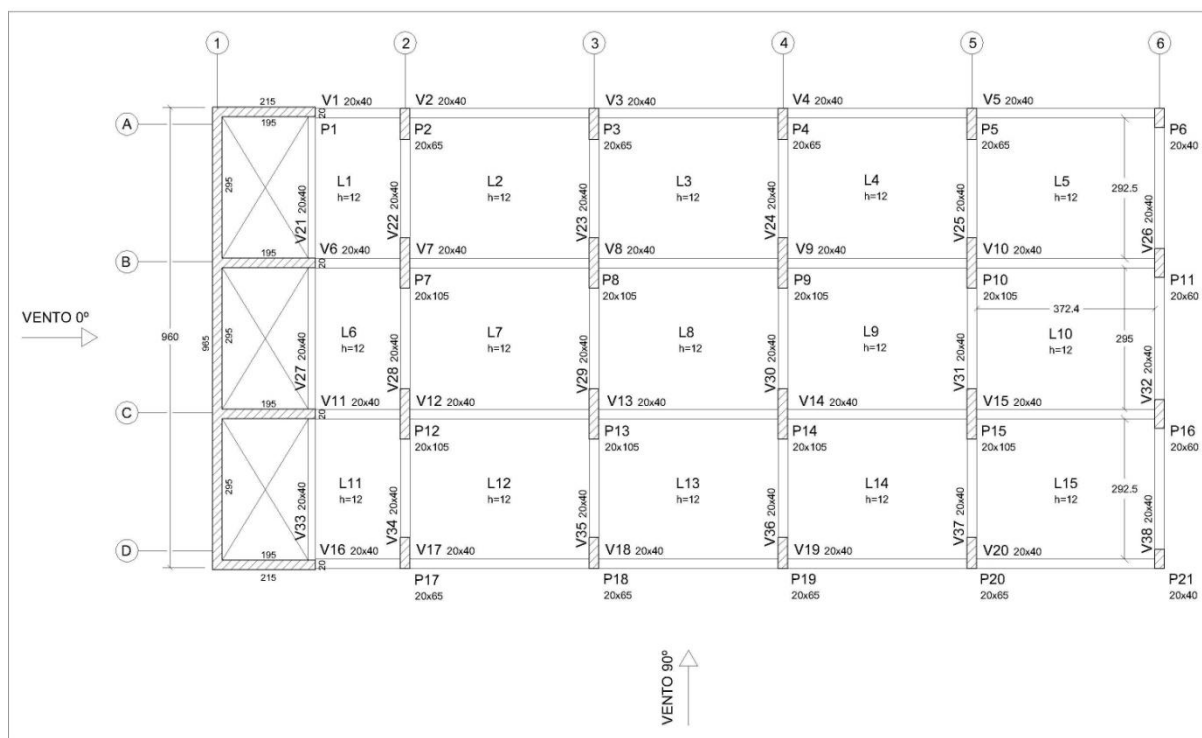 1 2 3 4 5 6
215 V1 20x40 V2 20x40 V3 20x40 V4 20x40 V5 20x40
A 195 20 P1 P2 P3 P4 P5 P6
20x65 20x65 20x65 20x65 20x40
295 V21 20x40 L1 V22 20x40 L2 V23 20x40 L3 V24 20x40 L4 V25 20x40 L5 292.5 V26 20x40
h=12 h=12 h=12 h=12 h=12
B 195 V6 20x40 V7 20x40 V8 20x40 V9 20x40 V10 20x40
20 P7 P8 P9 P10 P11
20x105 20x105 20x105 20x105 20x60
VENTO 0º
372.4
960 965 295 V27 20x40 L6 V28 20x40 L7 V29 20x40 L8 V30 20x40 L9 V31 20x40 L10 295 V32 20x40
h=12 h=12 h=12 h=12 h=12
C 195 V11 20x40 V12 20x40 V13 20x40 V14 20x40 V15 20x40
20 P12 P13 P14 P15 P16
20x105 20x105 20x105 20x105 20x60
295 V33 20x40 L11 V34 20x40 L12 V35 20x40 L13 V36 20x40 L14 V37 20x40 L15 292.5 V38 20x40
h=12 h=12 h=12 h=12 h=12
D 195 V16 20x40 V17 20x40 V18 20x40 V19 20x40 V20 20x40
215 20 P17 P18 P19 P20 P21
20x65 20x65 20x65 20x65 20x40
VENTO 90º